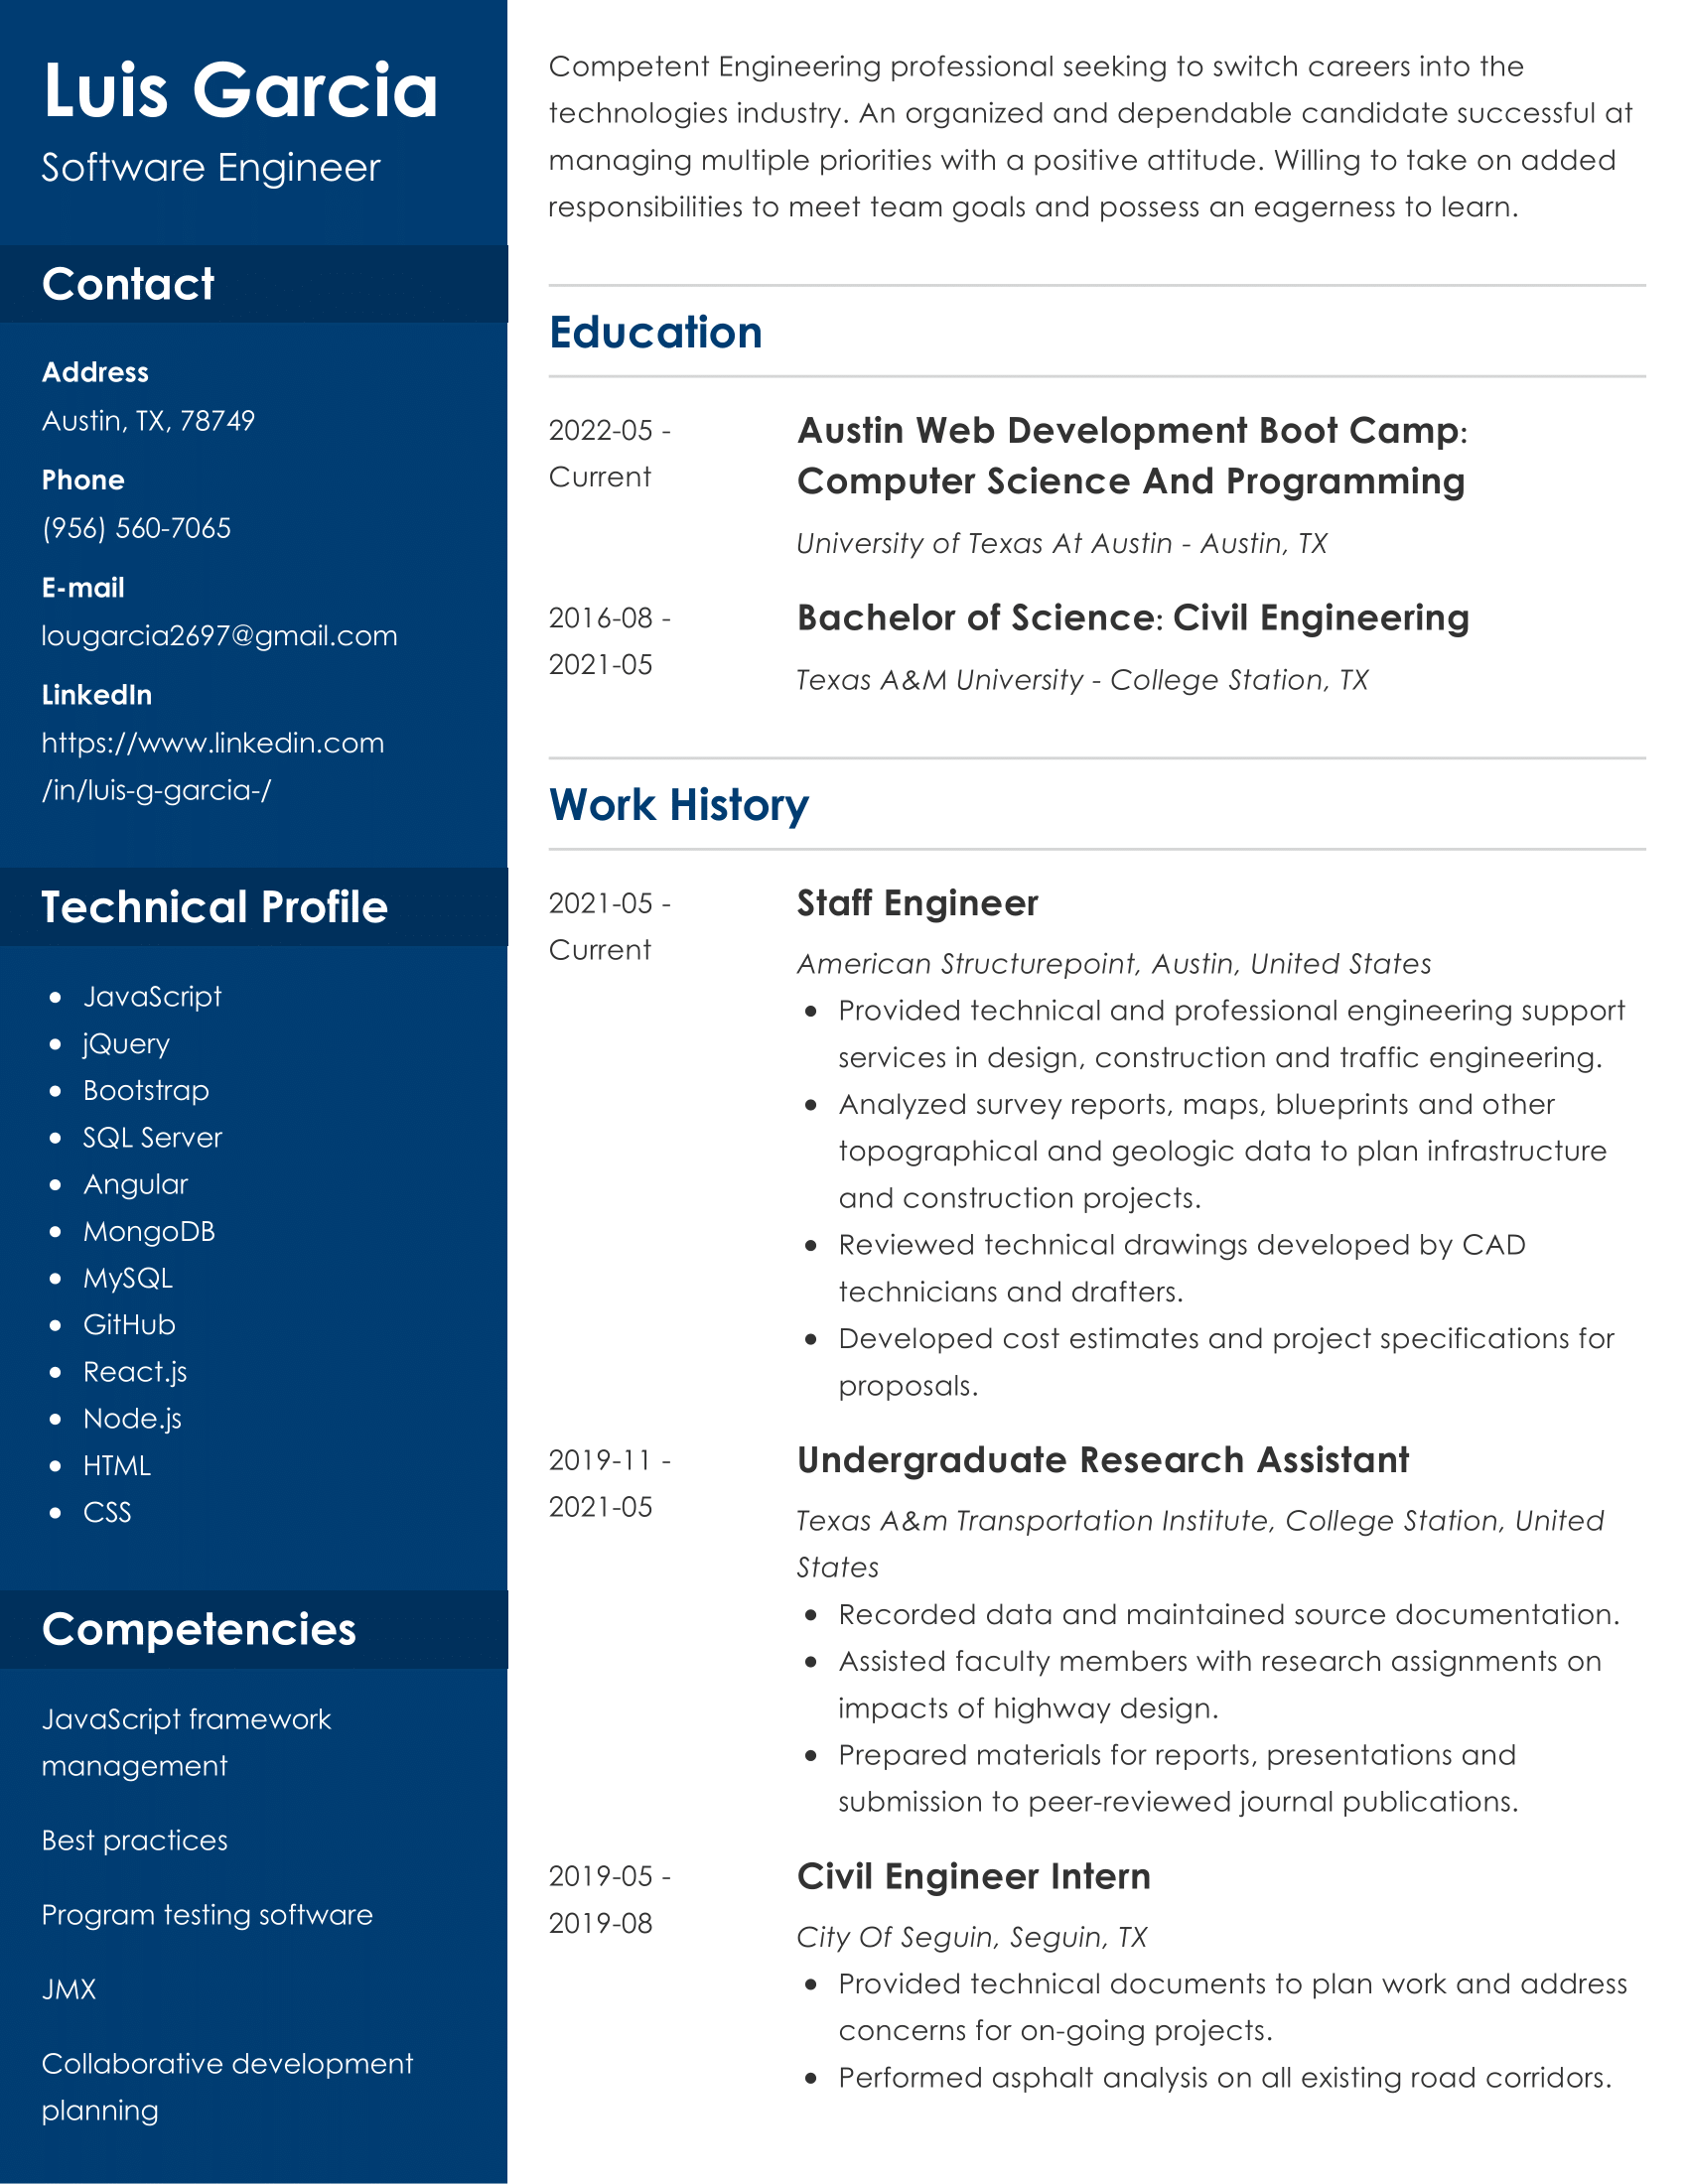 Luis Garcia
Software Engineer
Contact
Address
Austin, TX, 78749
Phone
(956) 560-7065
E-mail
lougarcia2697@gmail.com
LinkedIn
https://www.linkedin.com
/in/luis-g-garcia-/
Technical Profile
• JavaScript
• jQuery
• Bootstrap
• SQL Server
• Angular
• MongoDB
• MySQL
• GitHub
• React.js
• Node.js
• HTML
• CSS
Competencies
JavaScript framework
management
Best practices
Program testing software
JMX
Collaborative development
planning
Competent Engineering professional seeking to switch careers into the
technologies industry. An organized and dependable candidate successful at
managing multiple priorities with a positive attitude. Willing to take on added
responsibilities to meet team goals and possess an eagerness to learn.
Education
2022-05 -
Current
Austin Web Development Boot Camp:
Computer Science And Programming
University of Texas At Austin - Austin, TX
2016-08 -
2021-05
Bachelor of Science: Civil Engineering
Texas A&M University - College Station, TX
Work History
2021-05 -
Current
Staff Engineer
American Structurepoint, Austin, United States
• Provided technical and professional engineering support
services in design, construction and traffic engineering.
• Analyzed survey reports, maps, blueprints and other
topographical and geologic data to plan infrastructure
and construction projects.
• Reviewed technical drawings developed by CAD
technicians and drafters.
• Developed cost estimates and project specifications for
proposals.
2019-11 -
2021-05
Undergraduate Research Assistant
Texas A&m Transportation Institute, College Station, United
States
• Recorded data and maintained source documentation.
• Assisted faculty members with research assignments on
impacts of highway design.
• Prepared materials for reports, presentations and
submission to peer-reviewed journal publications.
2019-05 -
2019-08
Civil Engineer Intern
City Of Seguin, Seguin, TX
• Provided technical documents to plan work and address
concerns for on-going projects.
• Performed asphalt analysis on all existing road corridors.